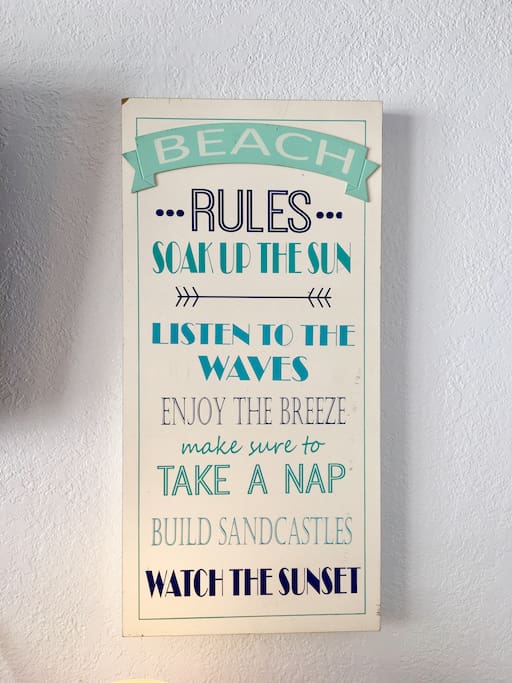 BEACH
•••RULES•••
SOAK UP THE SUN
LISTEN TO THE
WAVES
ENJOY THE BREEZE
make sure to
TAKE A NAP
BUILD SANDCASTLES
WATCH THE SUNSET